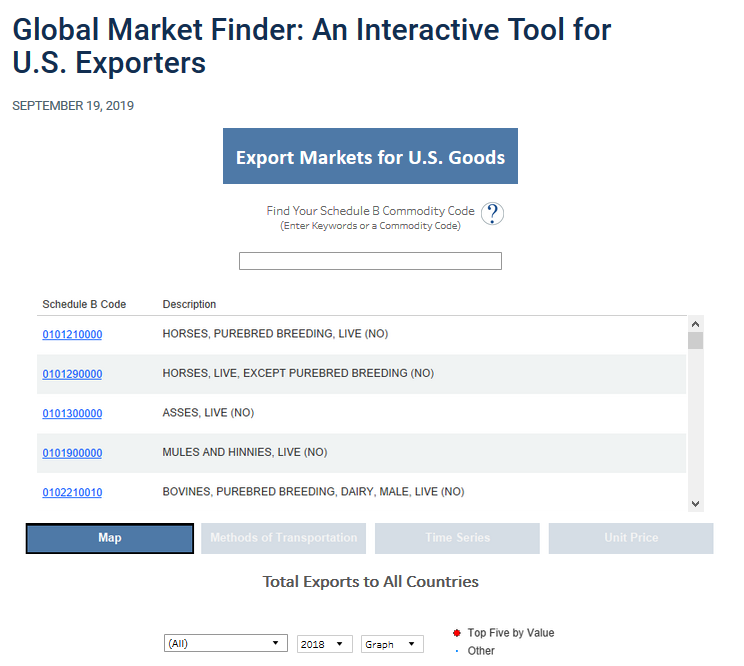 Global Market Finder: An Interactive Tool for
U.S. Exporters
SEPTEMBER 19, 2019
Export Markets for U.S. Goods
Find Your Schedule B Commodity Code ?
(Enter Keywords or a Commodity Code)
Schedule B Code Description
0101210000 HORSES, PUREBRED BREEDING, LIVE (NO)
0101290000 HORSES, LIVE, EXCEPT PUREBRED BREEDING (NO)
0101300000 ASSES, LIVE (NO)
0101900000 MULES AND HINNIES, LIVE (NO)
0102210010 BOVINES, PUREBRED BREEDING, DAIRY, MALE, LIVE (NO)
Map Methods of Transportation Time Series Unit Price
Total Exports to All Countries
(All) 2018 Graph Top Five by Value
Other